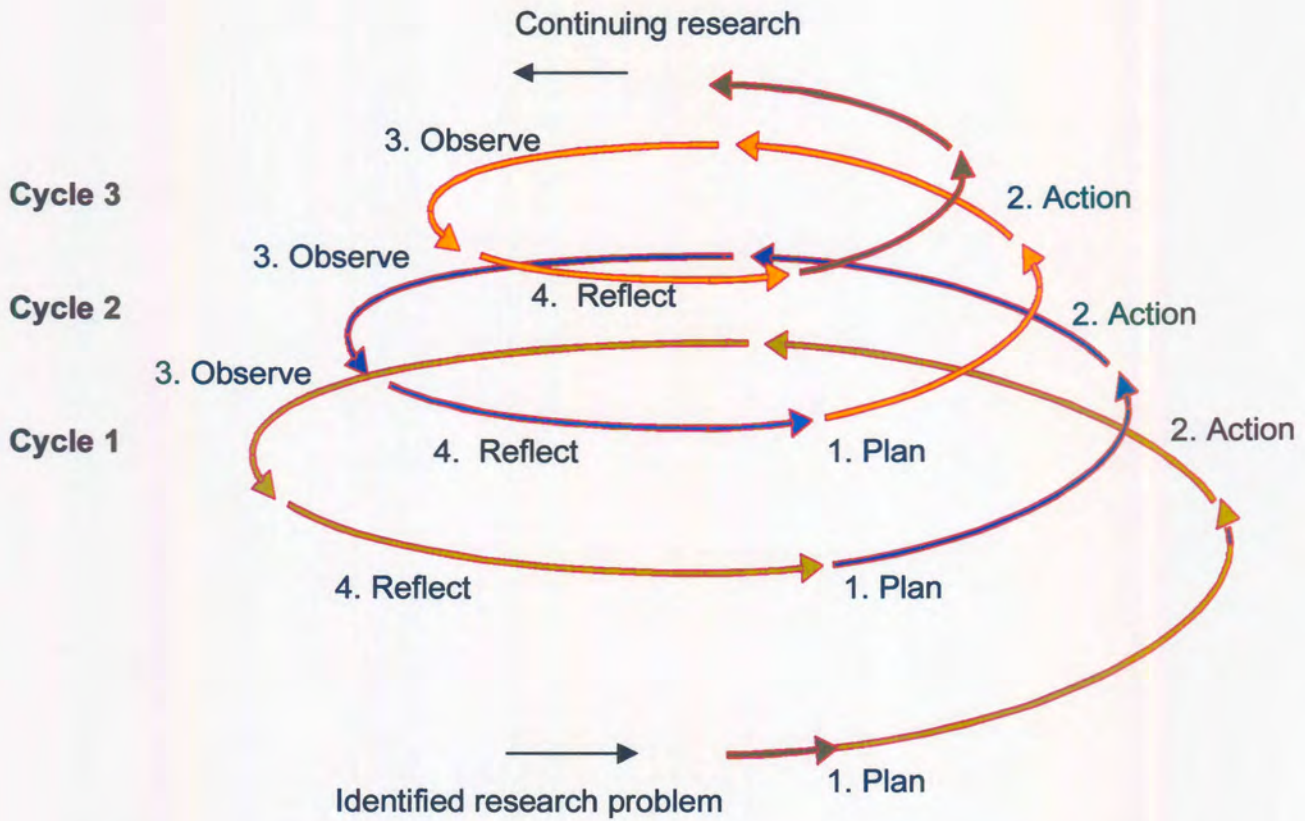 Continuing research
3. Observe
Cycle 3
2. Action
3. Observe
4. Reflect
Cycle 2
2. Action
3. Observe
Cycle 1
2. Action
4. Reflect
1. Plan
4. Reflect
1. Plan
1. Plan
Identified research problem